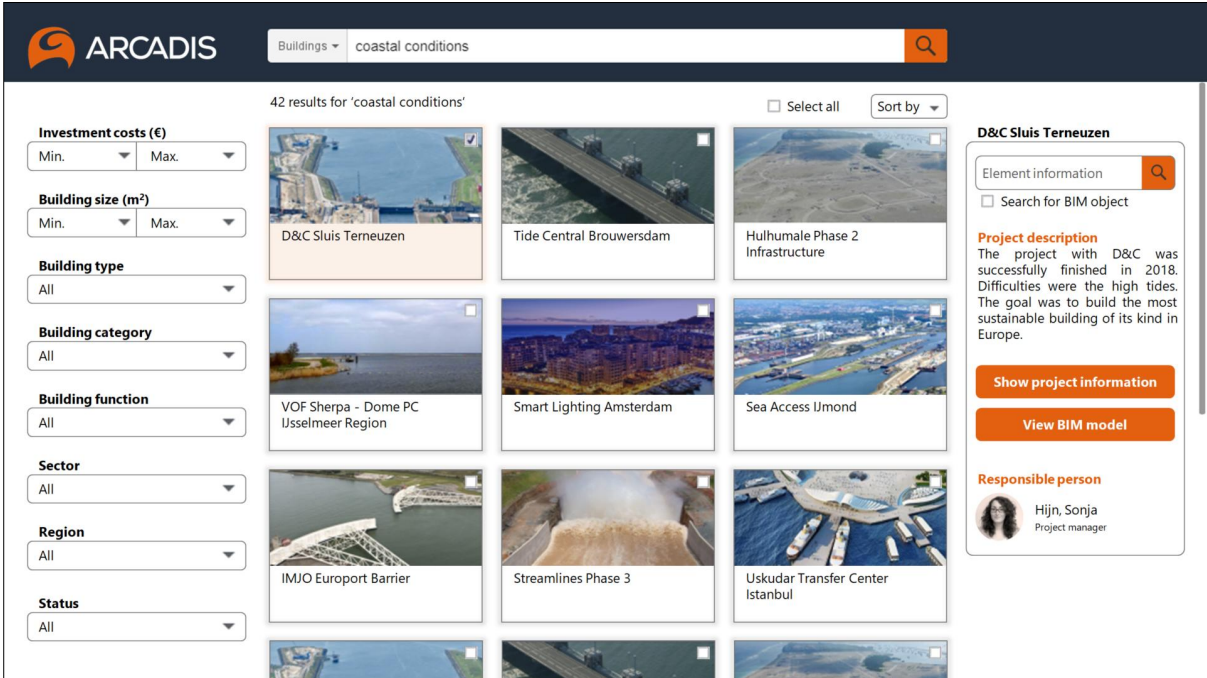 ARCADIS
Buildings
coastal conditions
42 results for ‘coastal conditions’
Select all
Sort by
Investment costs (€)
Min.
Max.
Building size (m²)
Min.
Max.
Building type
All
Building category
All
Building function
All
Sector
All
Region
All
Status
All
D&C Sluis Terneuzen
Tide Central Brouwersdam
Hulhumale Phase 2
Infrastructure
VOF Sherpa - Dome PC
IJsselmeer Region
Smart Lighting Amsterdam
Sea Access IJmond
IMJO Europort Barrier
Streamlines Phase 3
Uskudar Transfer Center
Istanbul
D&C Sluis Terneuzen
Element information
Search for BIM object
Project description
The project with D&C was
successfully finished in 2018.
Difficulties were the high tides.
The goal was to build the most
sustainable building of its kind in
Europe.
Show project information
View BIM model
Responsible person
Hijn, Sonja
Project manager